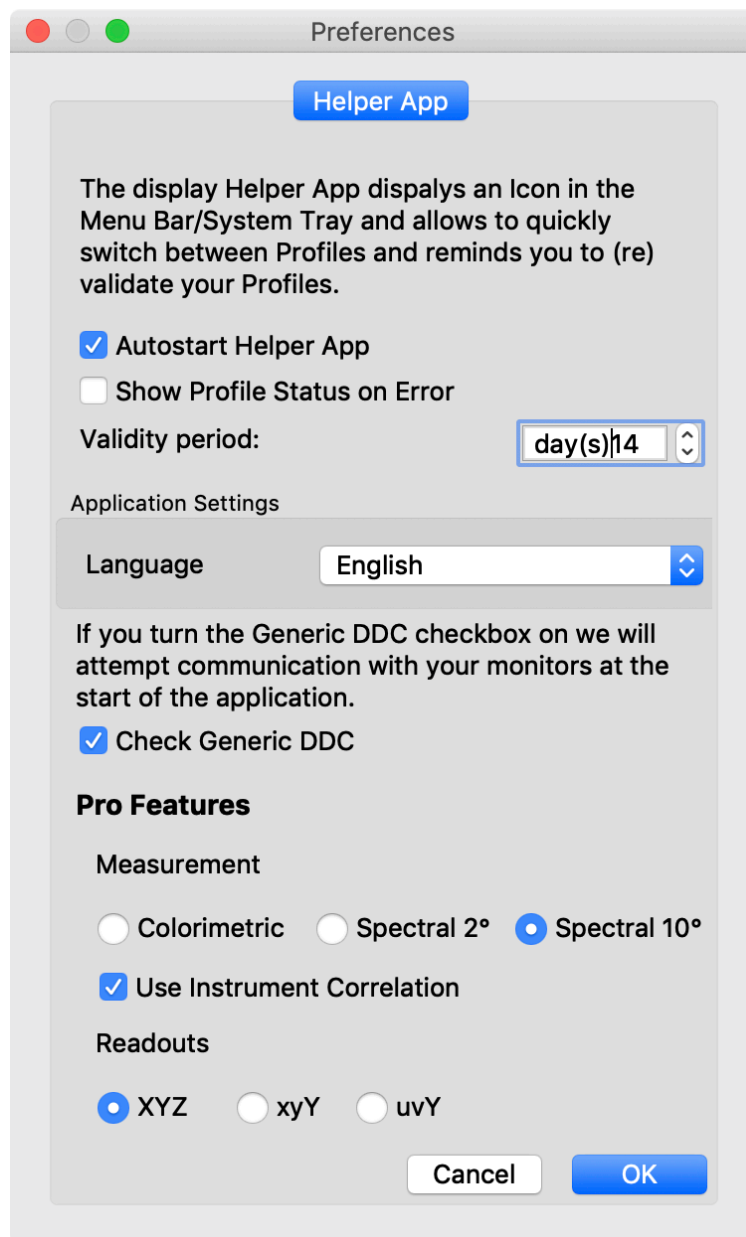 Preferences
Helper App
The display Helper App dispalys an Icon in the
Menu Bar/System Tray and allows to quickly
switch between Profiles and reminds you to (re)
validate your Profiles.
Autostart Helper App
Show Profile Status on Error
Validity period: day(s)14
Application Settings
Language English
If you turn the Generic DDC checkbox on we will
attempt communication with your monitors at the
start of the application.
Check Generic DDC
Pro Features
Measurement
Colorimetric Spectral 2° Spectral 10°
Use Instrument Correlation
Readouts
XYZ xyY uvY
Cancel OK